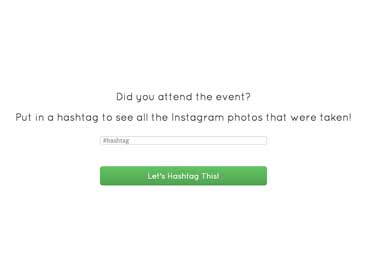 Did you attend the event?
Put in a hashtag to see all the Instagram photos that were taken!
#hashtag
Let's Hashtag This!